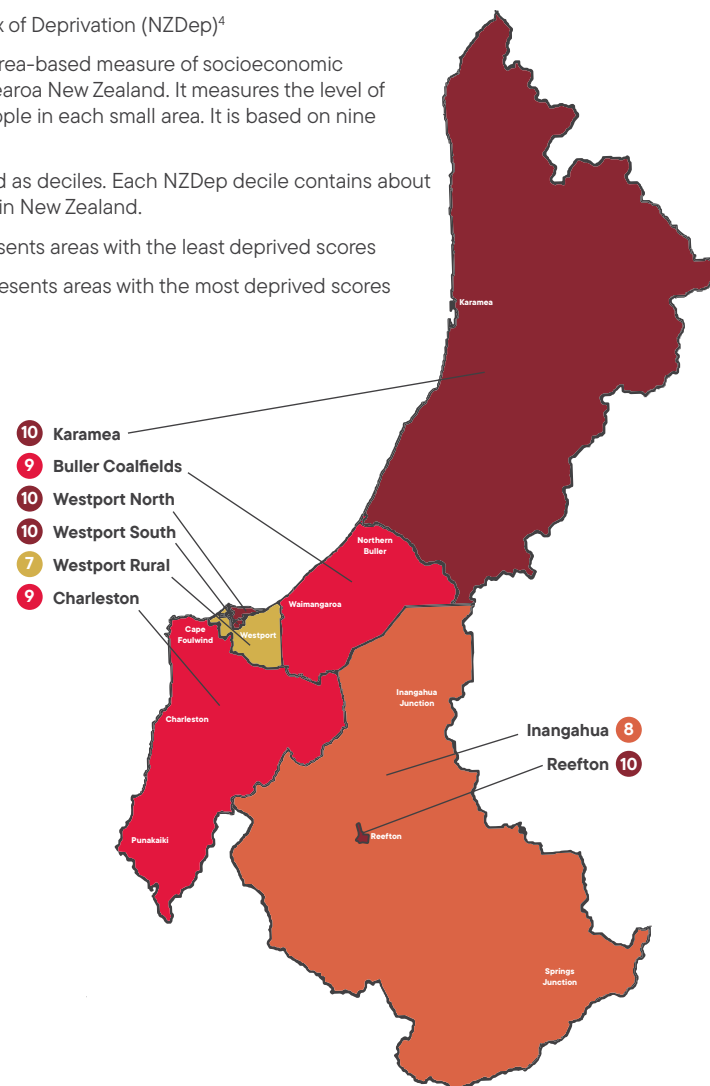 x of Deprivation (NZDep)⁴
rea-based measure of socioeconomic
earoa New Zealand. It measures the level of
ople in each small area. It is based on nine
d as deciles. Each NZDep decile contains about
in New Zealand.
sents areas with the least deprived scores
resents areas with the most deprived scores
Karamea
10 Karamea
9 Buller Coalfields
10 Westport North
10 Westport South
7 Westport Rural
9 Charleston
Northern
Buller
Waimangaroa
Cape
Foulwind
Westport
Inangahua
Junction
Charleston
Inangahua 8
Reefton 10
Reefton
Punakaiki
Springs
Junction